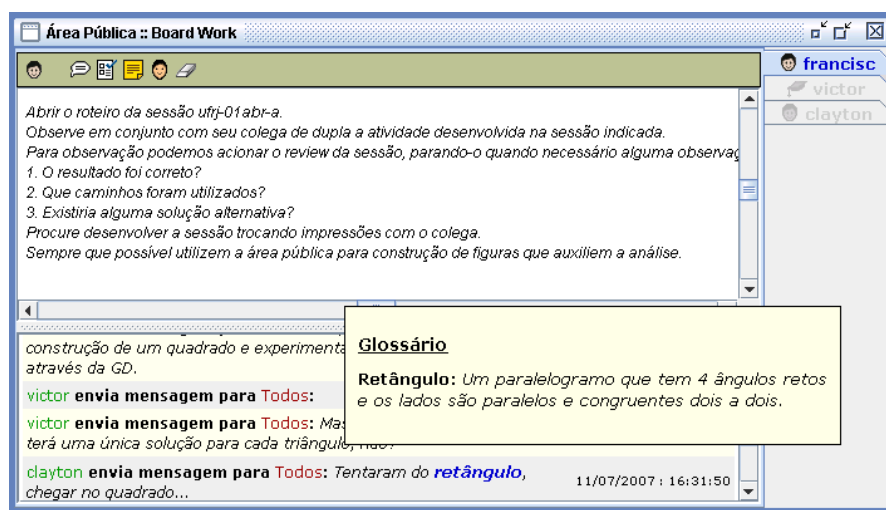 Área Pública :: Board Work
francisc
victor
clayton
Abrir o roteiro da sessão ufrj-01abr-a.
Observe em conjunto com seu colega de dupla a atividade desenvolvida na sessão indicada.
Para observação podemos acionar o review da sessão, parando-o quando necessário alguma observaç
1. O resultado foi correto?
2. Que caminhos foram utilizados?
3. Existiria alguma solução alternativa?
Procure desenvolver a sessão trocando impressões com o colega.
Sempre que possível utilizem a área pública para construção de figuras que auxiliem a análise.
construção de um quadrado e experimenta
através da GD.
victor envia mensagem para Todos:
victor envia mensagem para Todos: Mas
terá uma única solução para cada triângulo, não?
clayton envia mensagem para Todos: Tentaram do retângulo,
chegar no quadrado...
11/07/2007 : 16:31:50
Glossário
Retângulo: Um paralelogramo que tem 4 ângulos retos
e os lados são paralelos e congruentes dois a dois.